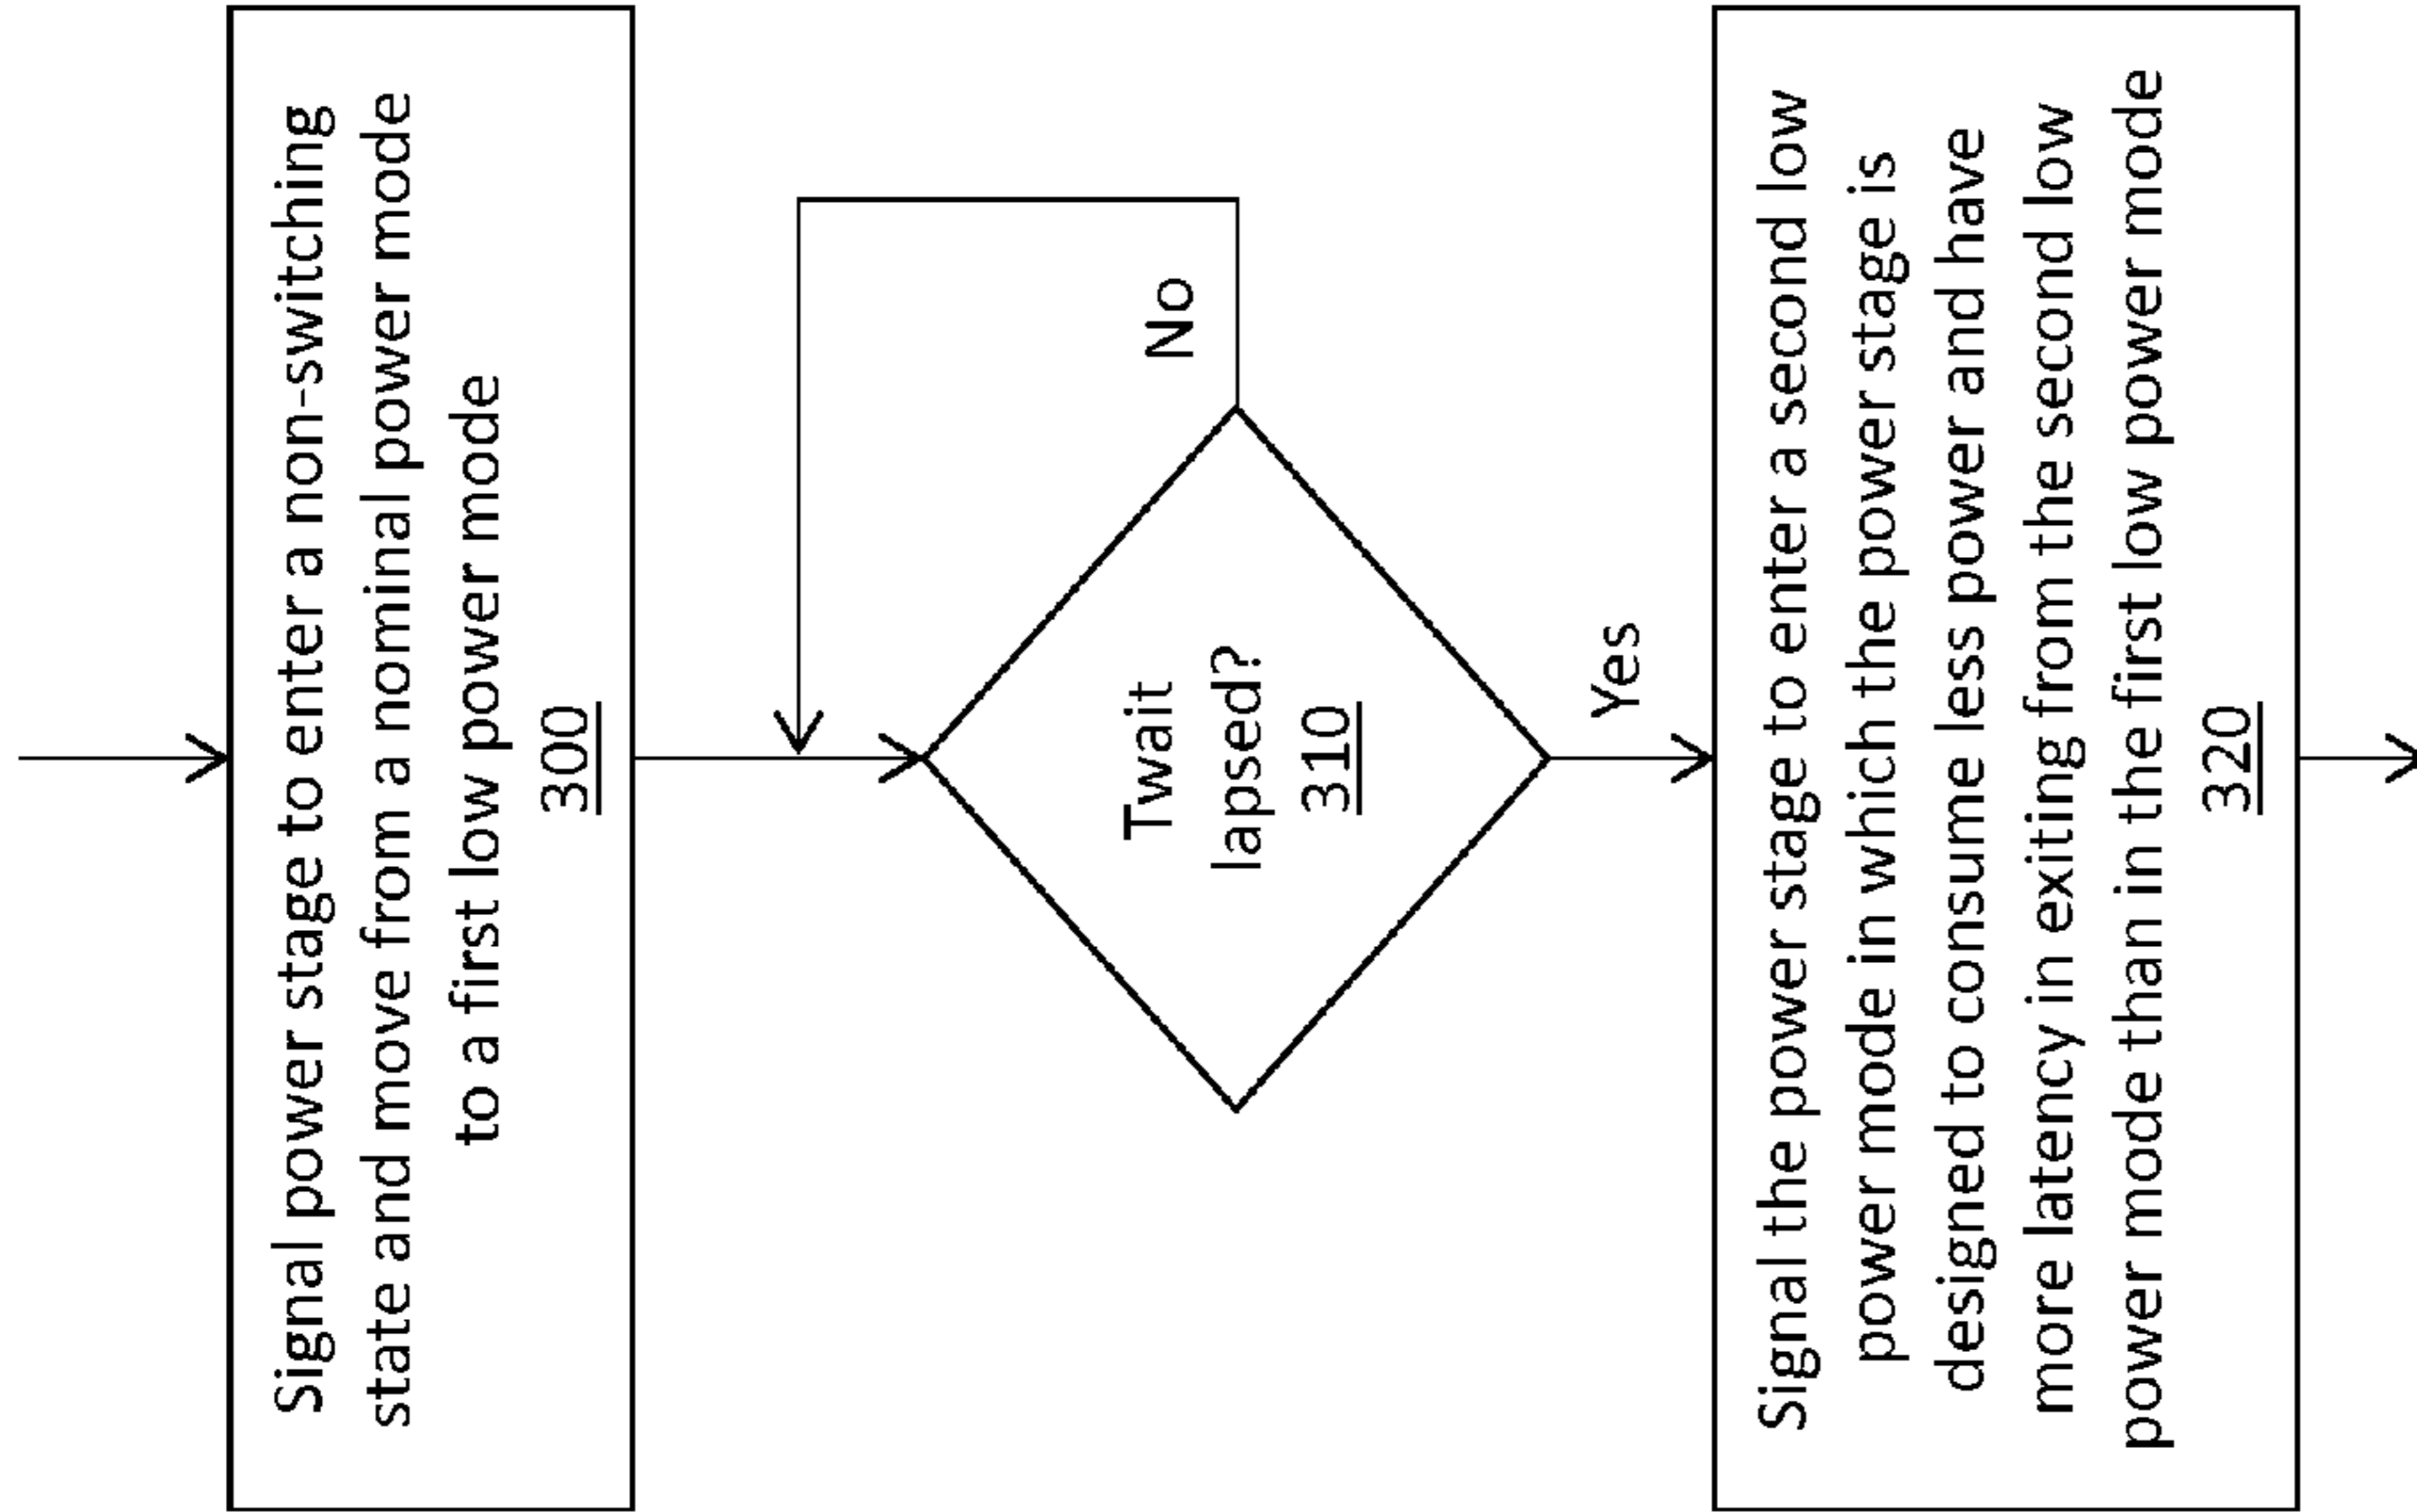 Signal power stage to enter a non-switching
state and move from a nominal power mode
to a first low power mode
300
Twait
lapsed?
310
No
Yes
Signal the power stage to enter a second low
power mode in which the power stage is
designed to consume less power and have
more latency in exiting from the second low
power mode than in the first low power mode
320